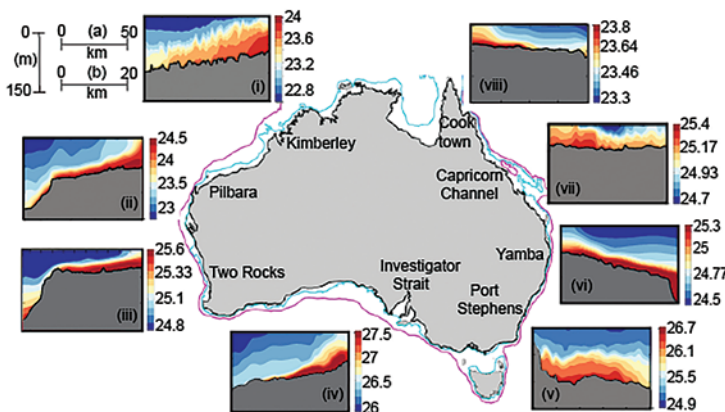 0 (a) 50
0
km
(m)
0 (b) 20
150
km
24
23.6
23.2
22.8
(i)
23.8
23.64
23.46
23.3
(viii)
Kimberley
Cook
town
24.5
24
23.5
23
(ii)
Pilbara
Capricorn
Channel
25.4
25.17
24.93
24.7
(vii)
25.6
25.33
25.1
24.8
(iii)
Two Rocks
Investigator
Strait
Yamba
Port
Stephens
25.3
25
24.77
24.5
(vi)
27.5
27
26.5
26
(iv)
26.7
26.1
25.5
24.9
(v)